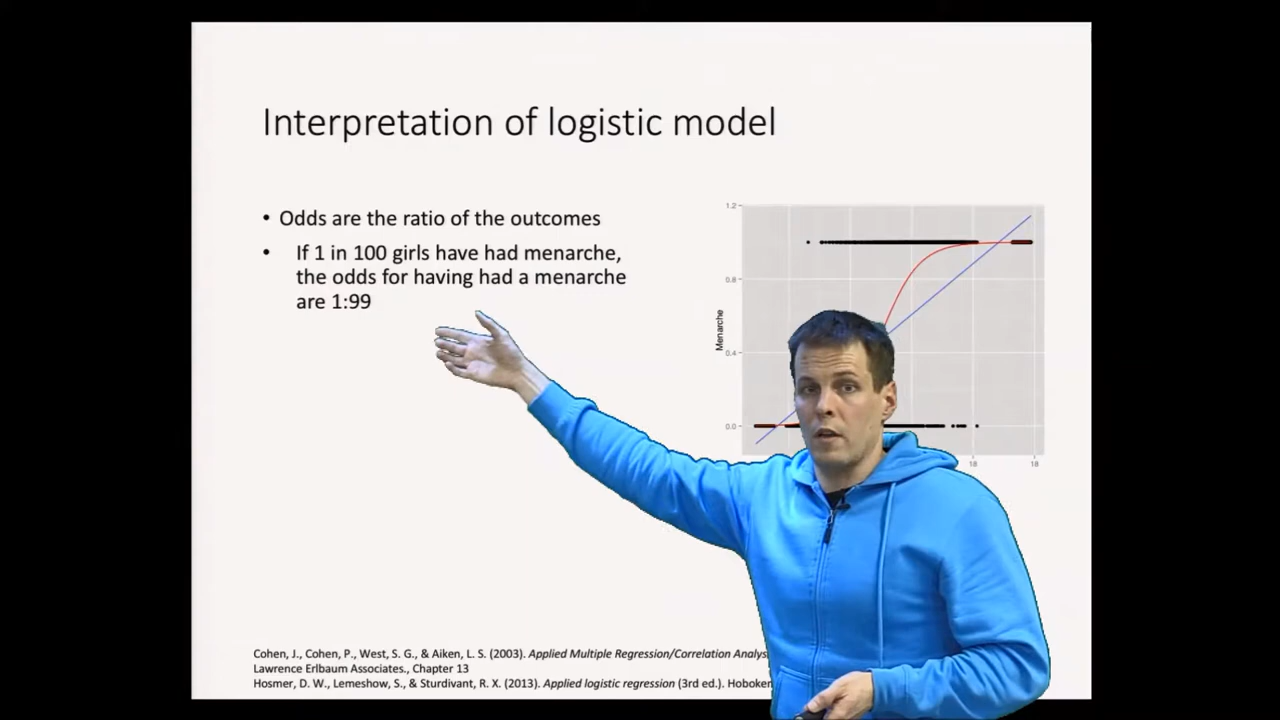 Interpretation of logistic model
• Odds are the ratio of the outcomes
• If 1 in 100 girls have had menarche,
the odds for having had a menarche
are 1:99
1.2
0.8
Menarche
0.4
0.0
18
18
Cohen, J., Cohen, P., West, S. G., & Aiken, L. S. (2003). Applied Multiple Regression/Correlation
Lawrence Erlbaum Associates., Chapter 13
Hosmer, D. W., Lemeshow, S., & Sturdivant, R. X. (2013). Applied logistic regression (3rd ed.). Hoboken